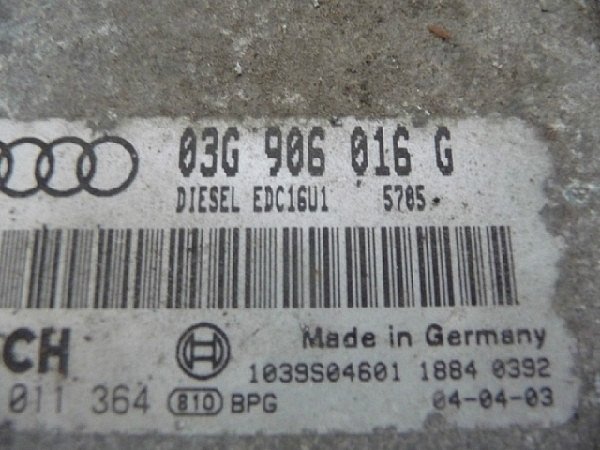 03G 906 016 G
DIESEL EDC16U1 5705
CH
Made in Germany
1039S04601 1884 0392
011 364 810 BPG 04-04-03